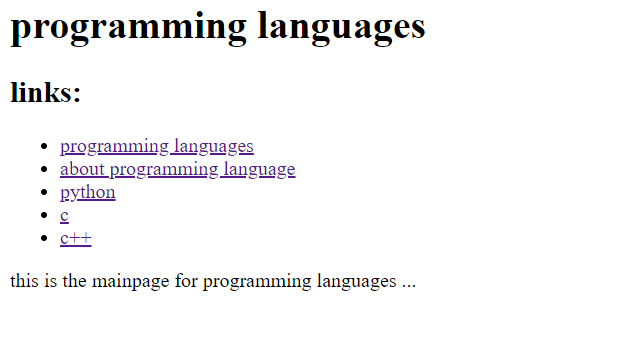 programming languages
links:
programming languages
about programming language
python
c
c++
this is the mainpage for programming languages ...